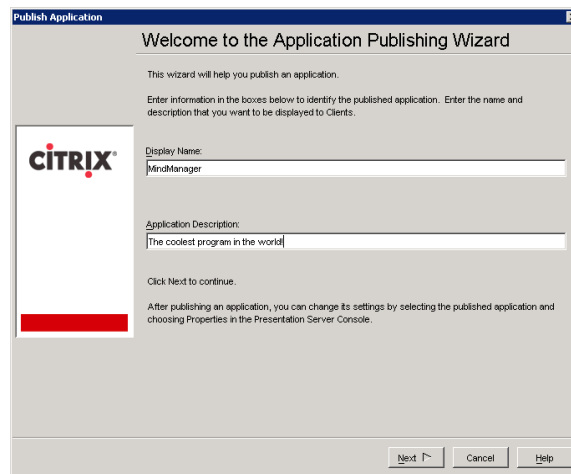 Publish Application
Welcome to the Application Publishing Wizard
This wizard will help you publish an application.
Enter information in the boxes below to identify the published application. Enter the name and
description that you want to be displayed to Clients.
CİTRIX®
Display Name:
MindManager
Application Description:
The coolest program in the world!
Click Next to continue.
After publishing an application, you can change its settings by selecting the published application and
choosing Properties in the Presentation Server Console.
Next
Cancel
Help